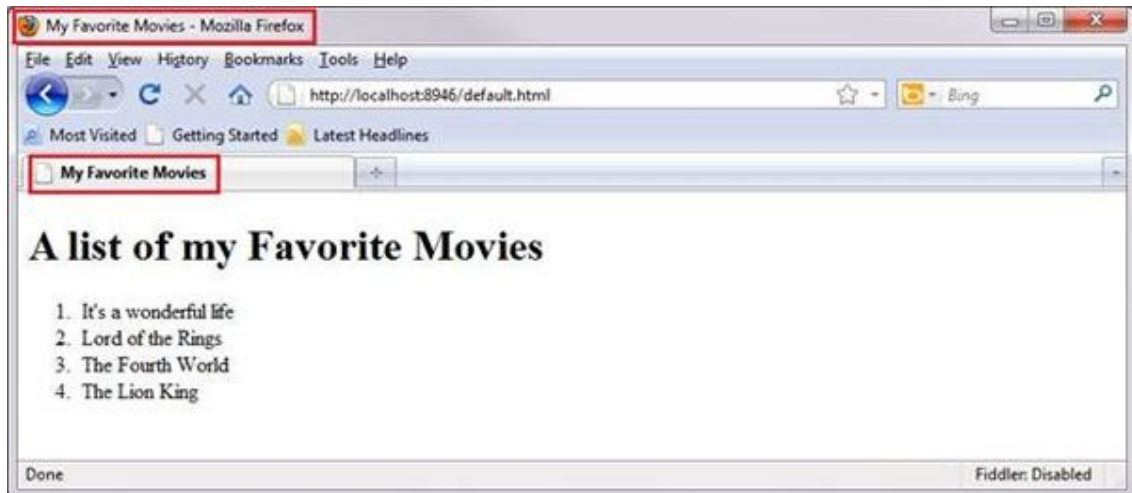 My Favorite Movies - Mozilla Firefox
File Edit View History Bookmarks Tools Help
http://localhost:8946/default.html
Bing
Most Visited Getting Started Latest Headlines
My Favorite Movies
A list of my Favorite Movies
1. It's a wonderful life
2. Lord of the Rings
3. The Fourth World
4. The Lion King
Done
Fiddler: Disabled